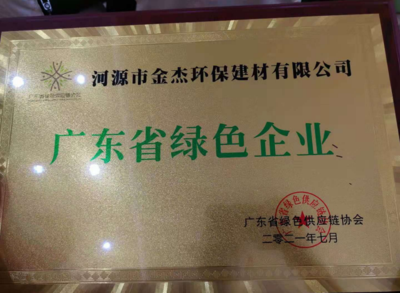 河源市金杰环保建材有限公司
广东省绿色企业
广东省绿色供应链协会
二零二一年七月